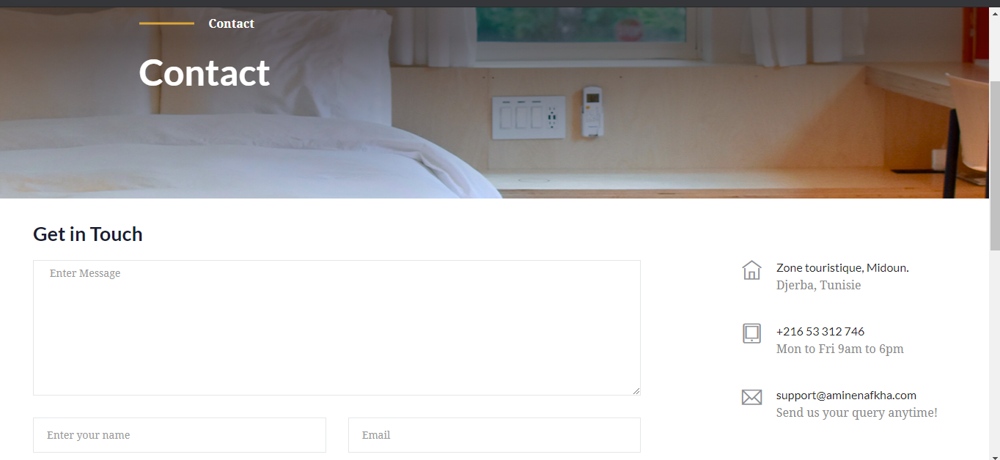 Contact
Contact
Get in Touch
Enter Message
Enter your name
Email
Zone touristique, Midoun.
Djerba, Tunisie
+216 53 312 746
Mon to Fri 9am to 6pm
support@aminenafkha.com
Send us your query anytime!